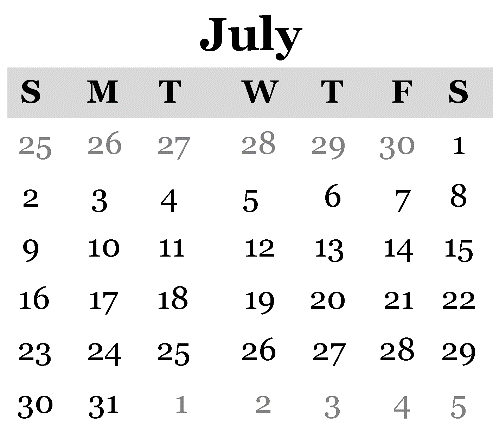 July
S M T W T F S
25 26 27 28 29 30 1
2 3 4 5 6 7 8
9 10 11 12 13 14 15
16 17 18 19 20 21 22
23 24 25 26 27 28 29
30 31 1 2 3 4 5